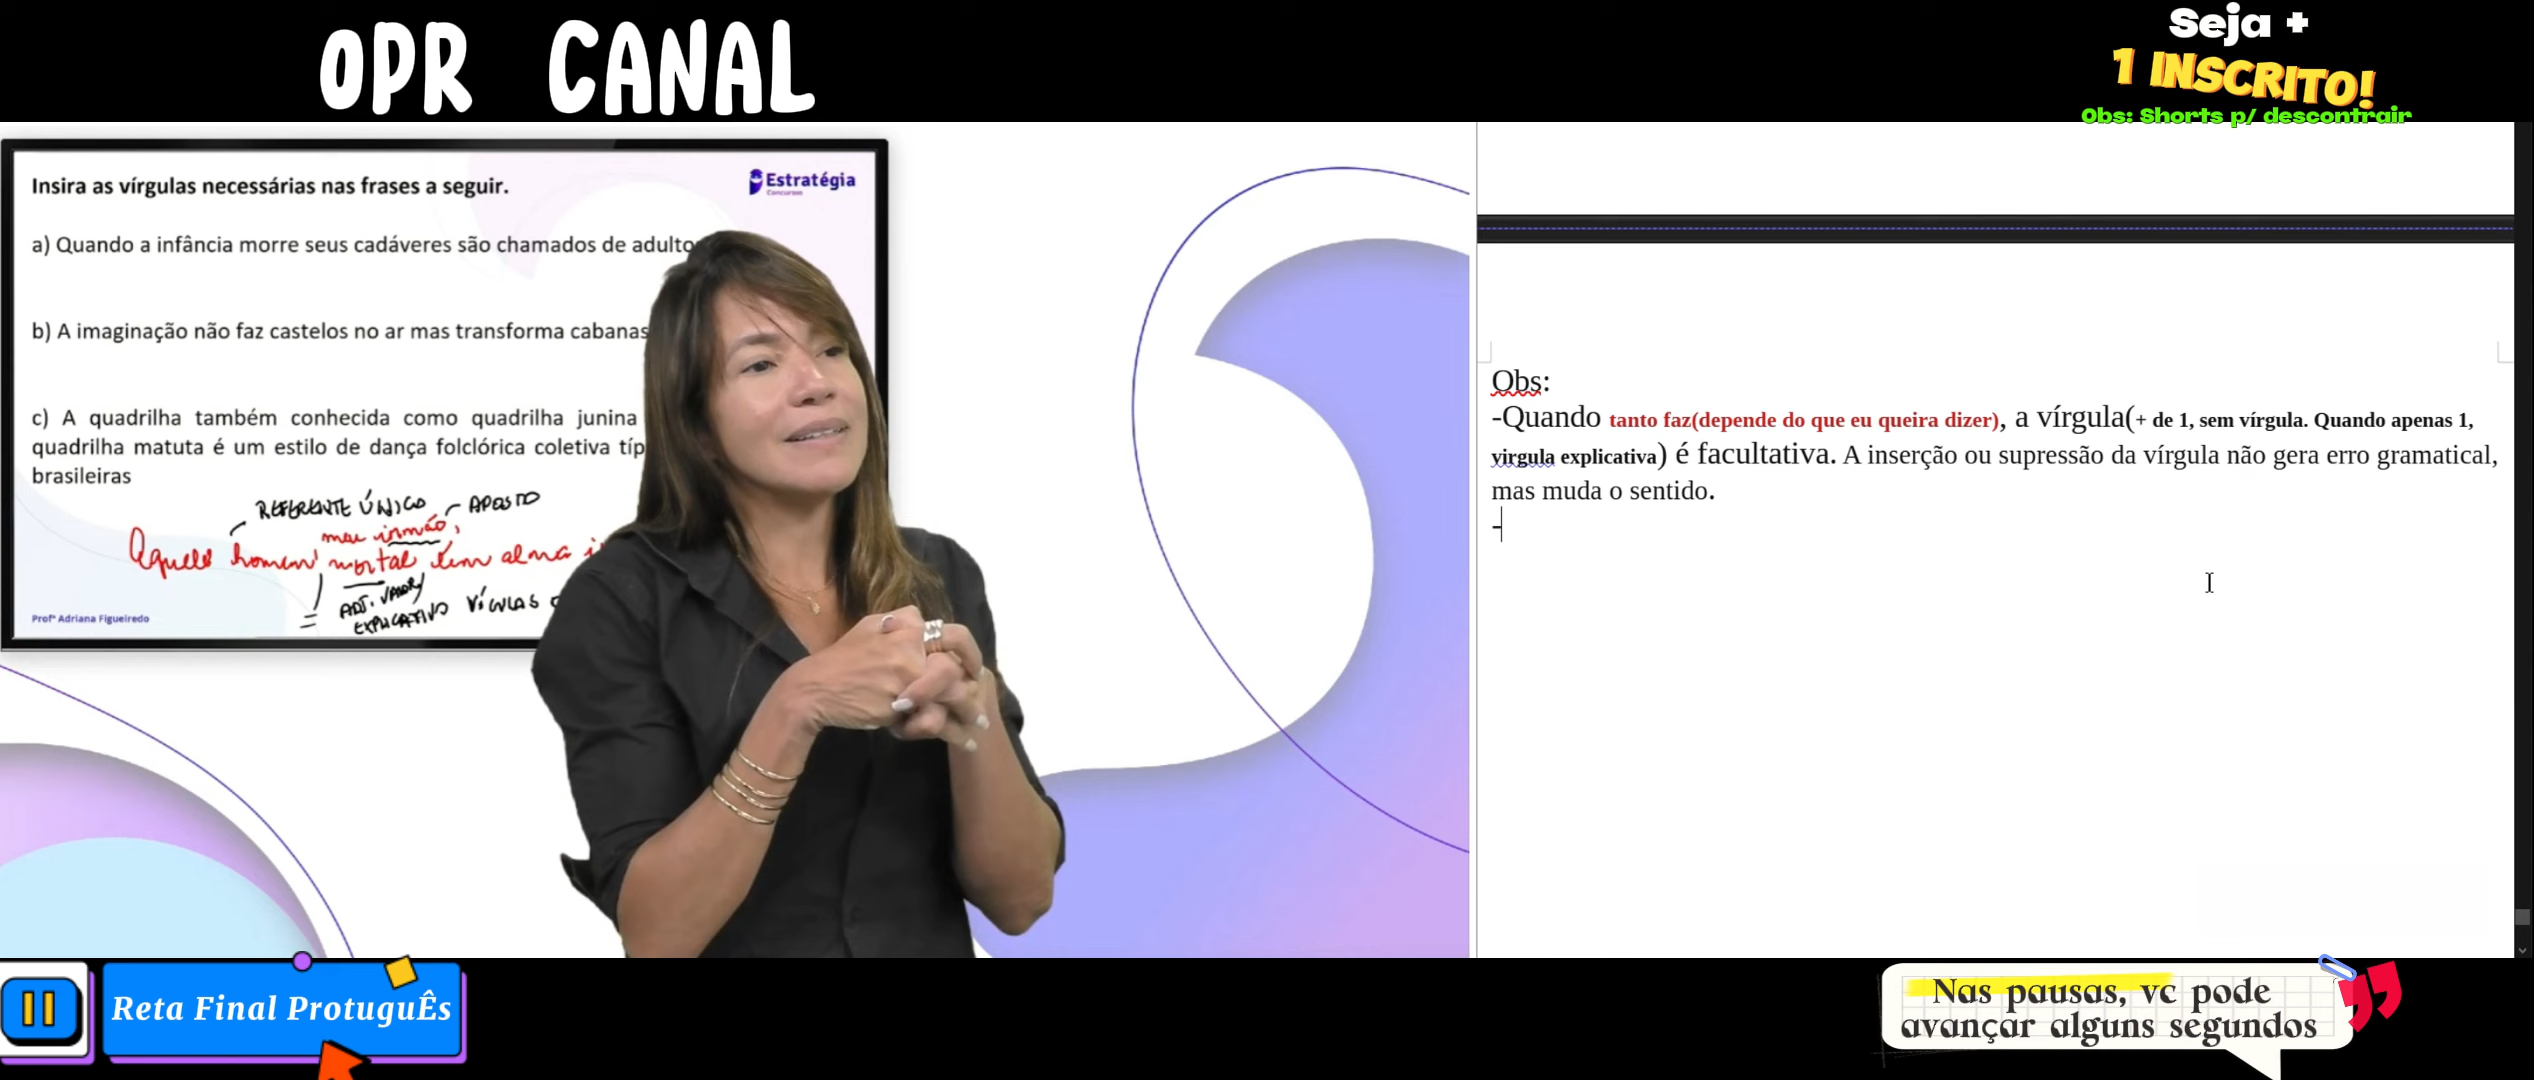 OPR CANAL
Seja +
1 INSCRITO!
Obs: Shorts p/ descontrair
Insira as vírgulas necessárias nas frases a seguir.
Estratégia
Concursos
a) Quando a infância morre seus cadáveres são chamados de adulto
b) A imaginação não faz castelos no ar mas transforma cabanas
c) A quadrilha também conhecida como quadrilha junina
quadrilha matuta é um estilo de dança folclórica coletiva típ
brasileiras
REFERENTE ÚNICO
APOSTO
meu irmão,
Aquele homem mortal tem alma i
ADJ. VALOR
EXPLICATIVO VÍGULAS
Profª Adriana Figueiredo
Obs:
-Quando tanto faz(depende do que eu queira dizer), a vírgula(+ de 1, sem vírgula. Quando apenas 1,
virgula explicativa) é facultativa. A inserção ou supressão da vírgula não gera erro gramatical,
mas muda o sentido.
-
Reta Final ProtuguÊs
Nas pausas, vc pode
avançar alguns segundos